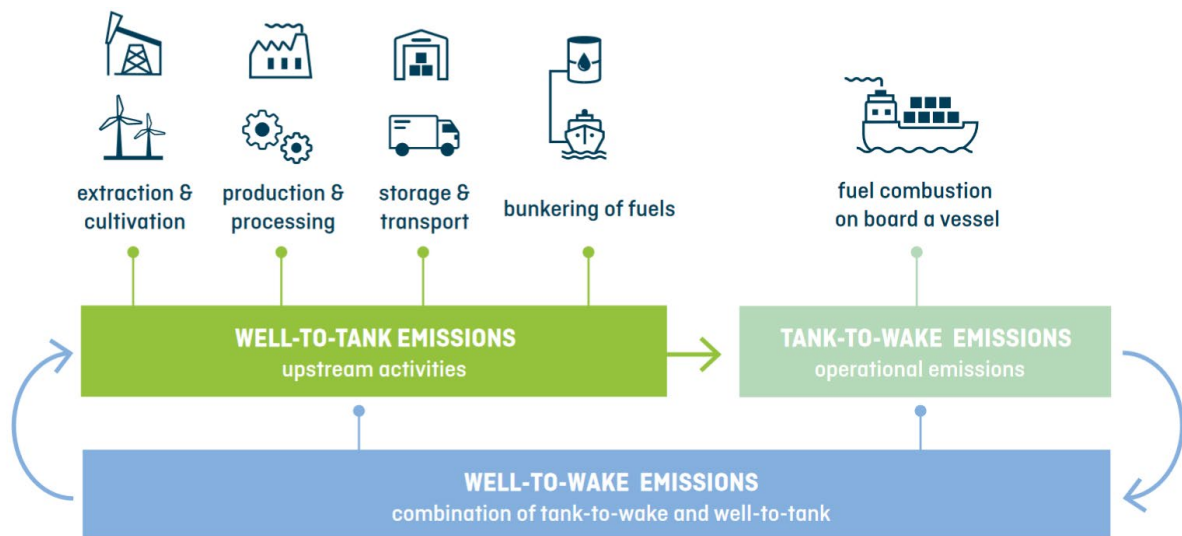 extraction &
cultivation
production &
processing
storage &
transport
bunkering of fuels
fuel combustion
on board a vessel
WELL-TO-TANK EMISSIONS
upstream activities
TANK-TO-WAKE EMISSIONS
operational emissions
WELL-TO-WAKE EMISSIONS
combination of tank-to-wake and well-to-tank